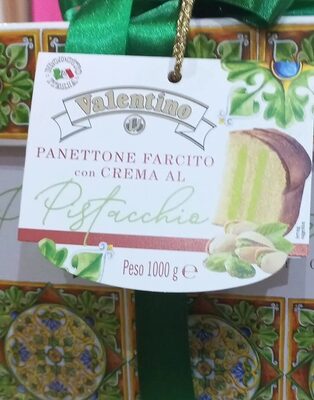 Valentino
PANETTONE FARCITO
con CREMA AL
Pistacchio
Peso 1000 g ℮